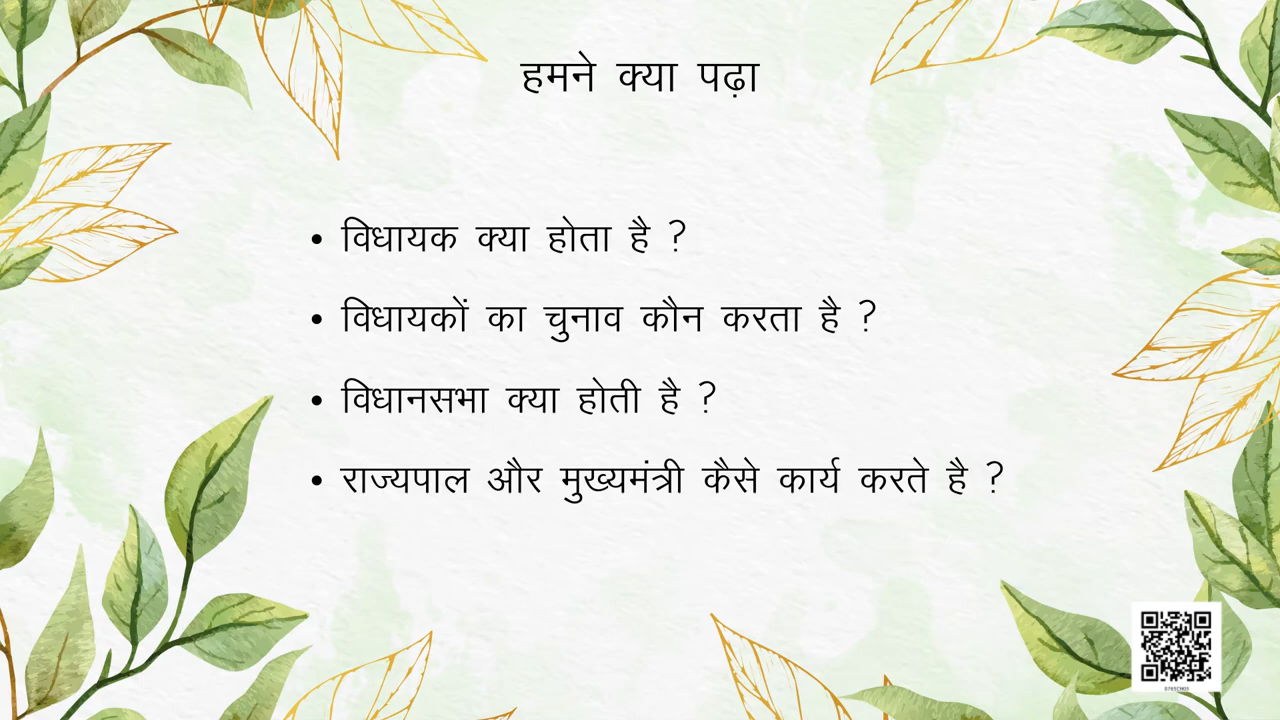 हमने क्या पढ़ा
• विधायक क्या होता है ?
• विधायकों का चुनाव कौन करता है ?
• विधानसभा क्या होती है ?
• राज्यपाल और मुख्यमंत्री कैसे कार्य करते है ?